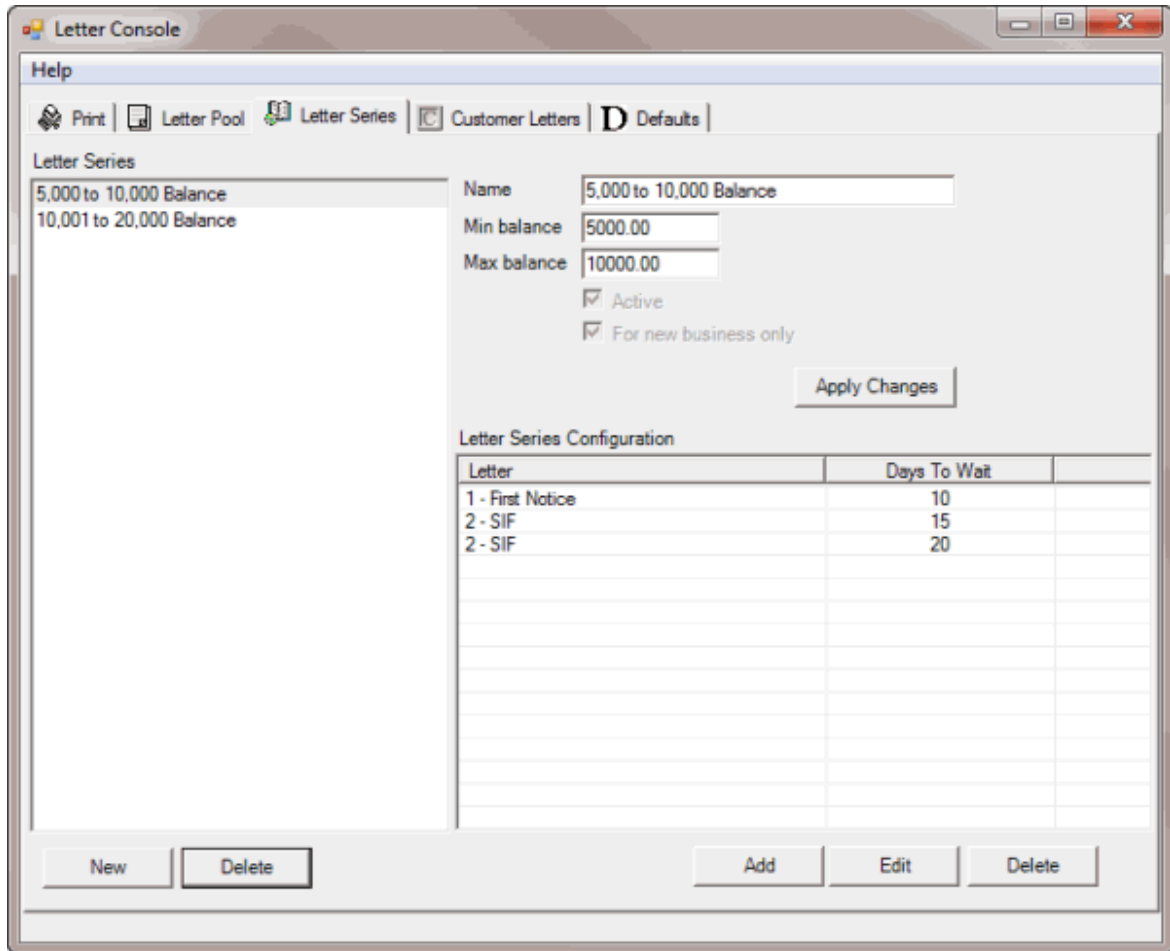 Letter Console
Help
Print Letter Pool Letter Series C Customer Letters D Defaults
Letter Series
5,000 to 10,000 Balance
10,001 to 20,000 Balance
Name 5,000 to 10,000 Balance
Min balance 5000.00
Max balance 10000.00
Active
For new business only
Apply Changes
Letter Series Configuration
Letter Days To Wait
1 - First Notice 10
2 - SIF 15
2 - SIF 20
New Delete
Add Edit Delete